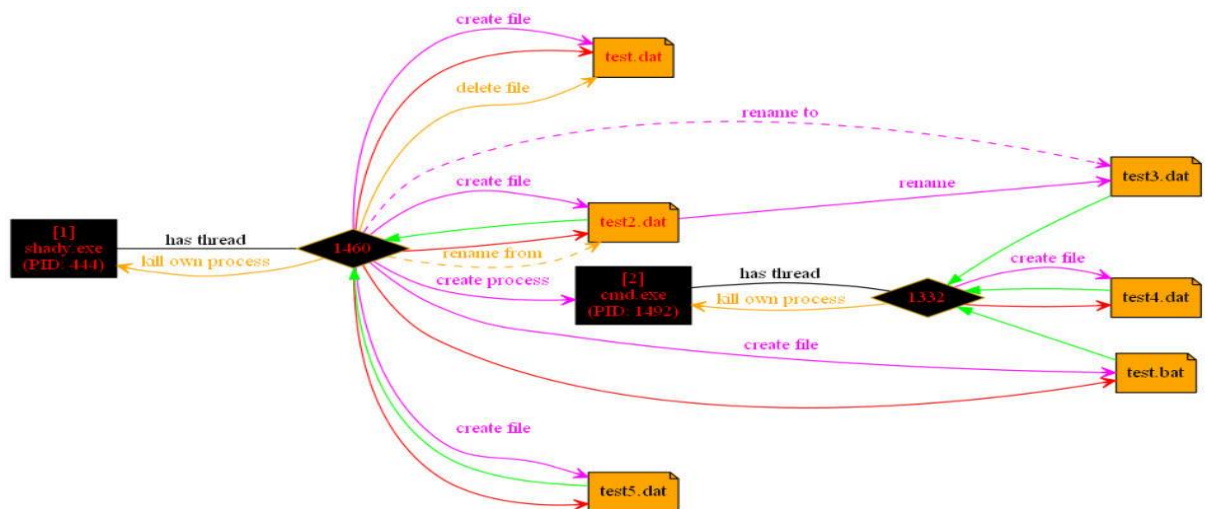 create file
test.dat
delete file
rename to
create file
rename
test3.dat
[1]
shady.exe
(PID: 444)
has thread
kill own process
1460
test2.dat
rename from
create process
[2]
cmd.exe
(PID: 1492)
has thread
kill own process
1332
create file
test4.dat
create file
test.bat
create file
test5.dat